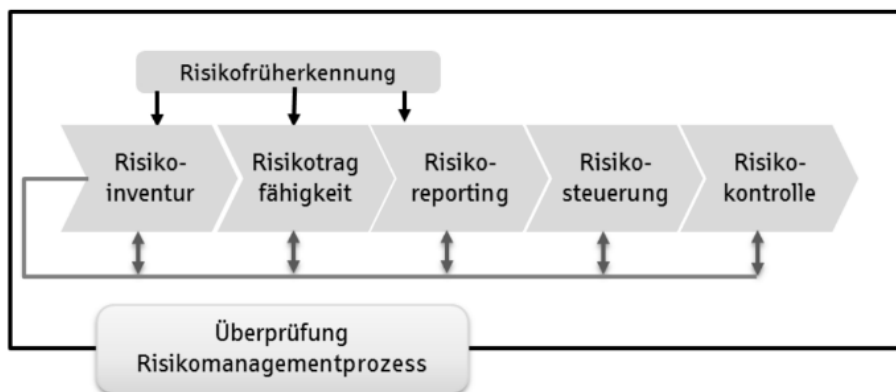 Risikofrüherkennung
Risiko-
inventur
Risikotrag
fähigkeit
Risiko-
reporting
Risiko-
steuerung
Risiko-
kontrolle
Überprüfung
Risikomanagementprozess